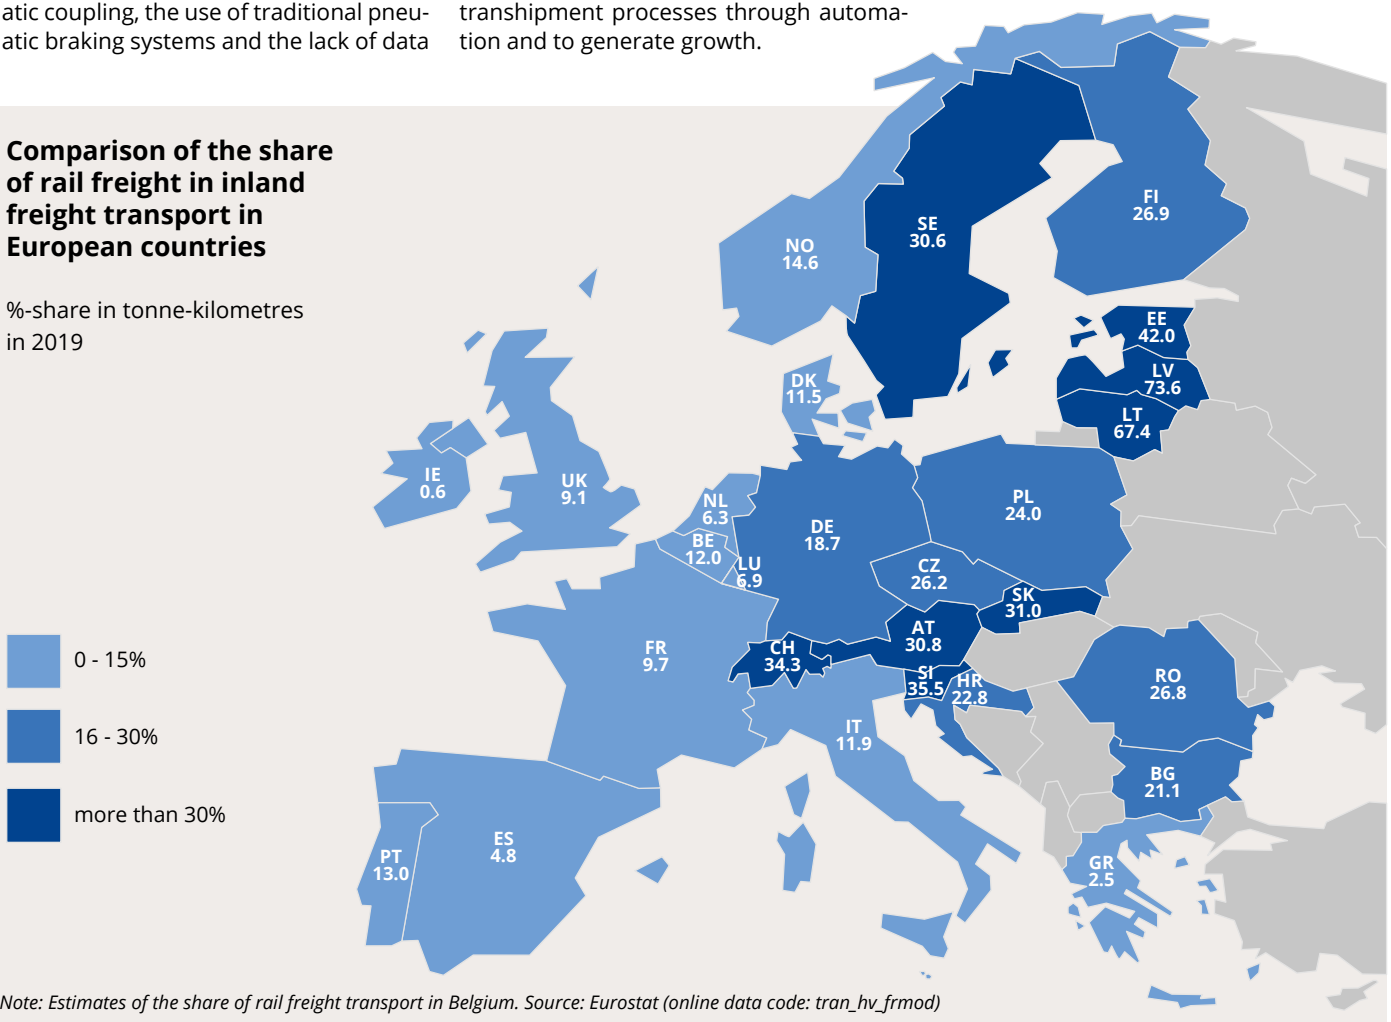 atic coupling, the use of traditional pneu-
atic braking systems and the lack of data
transhipment processes through automa-
tion and to generate growth.
Comparison of the share
of rail freight in inland
freight transport in
European countries
%-share in tonne-kilometres
in 2019
FI
26.9
SE
30.6
NO
14.6
EE
42.0
LV
73.6
LT
67.4
DK
11.5
IE
0.6
UK
9.1
NL
6.3
BE
12.0
LU
6.9
DE
18.7
PL
24.0
CZ
26.2
SK
31.0
AT
30.8
CH
34.3
FR
9.7
SI
35.5
HR
22.8
RO
26.8
IT
11.9
BG
21.1
ES
4.8
PT
13.0
GR
2.5
0 - 15%
16 - 30%
more than 30%
Note: Estimates of the share of rail freight transport in Belgium. Source: Eurostat (online data code: tran_hv_frmod)